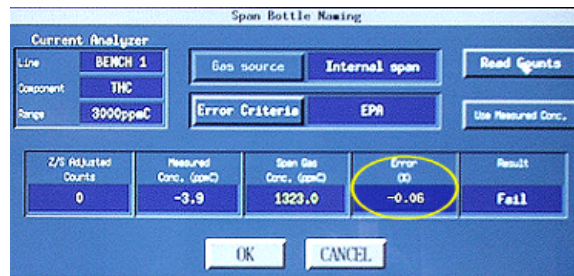 Span Bottle Naming
Current Analyzer
Line BENCH 1
Component THC
Range 3000ppmC
Gas source Internal span
Error Criteria EPA
Read Counts
Use Measured Conc.
Z/S Adjusted Counts
Measured Conc. (ppmC)
Span Gas Conc. (ppmC)
Error (%)
Result
0 -3.9 1323.0 -0.06 Fail
OK CANCEL